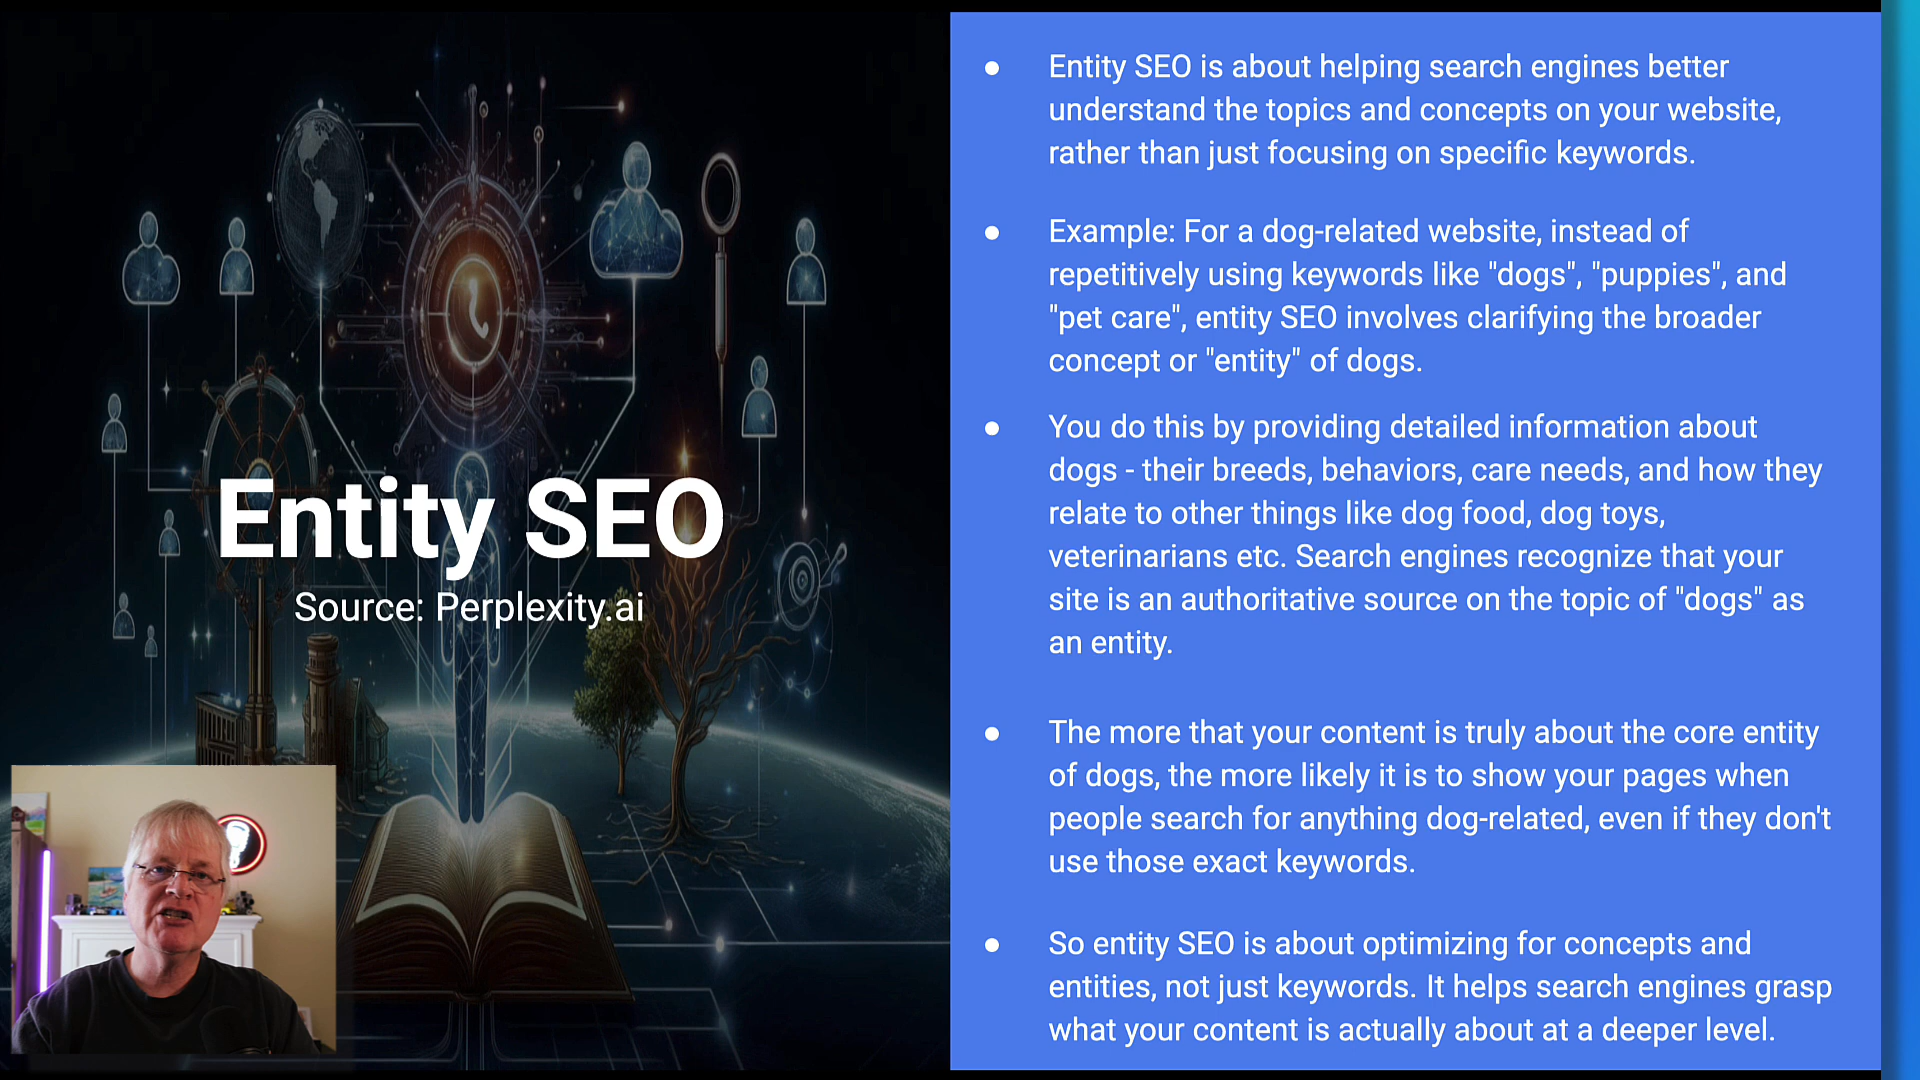 Entity SEO
Source: Perplexity.ai
● Entity SEO is about helping search engines better
understand the topics and concepts on your website,
rather than just focusing on specific keywords.
● Example: For a dog-related website, instead of
repetitively using keywords like "dogs", "puppies", and
"pet care", entity SEO involves clarifying the broader
concept or "entity" of dogs.
● You do this by providing detailed information about
dogs - their breeds, behaviors, care needs, and how they
relate to other things like dog food, dog toys,
veterinarians etc. Search engines recognize that your
site is an authoritative source on the topic of "dogs" as
an entity.
● The more that your content is truly about the core entity
of dogs, the more likely it is to show your pages when
people search for anything dog-related, even if they don't
use those exact keywords.
● So entity SEO is about optimizing for concepts and
entities, not just keywords. It helps search engines grasp
what your content is actually about at a deeper level.